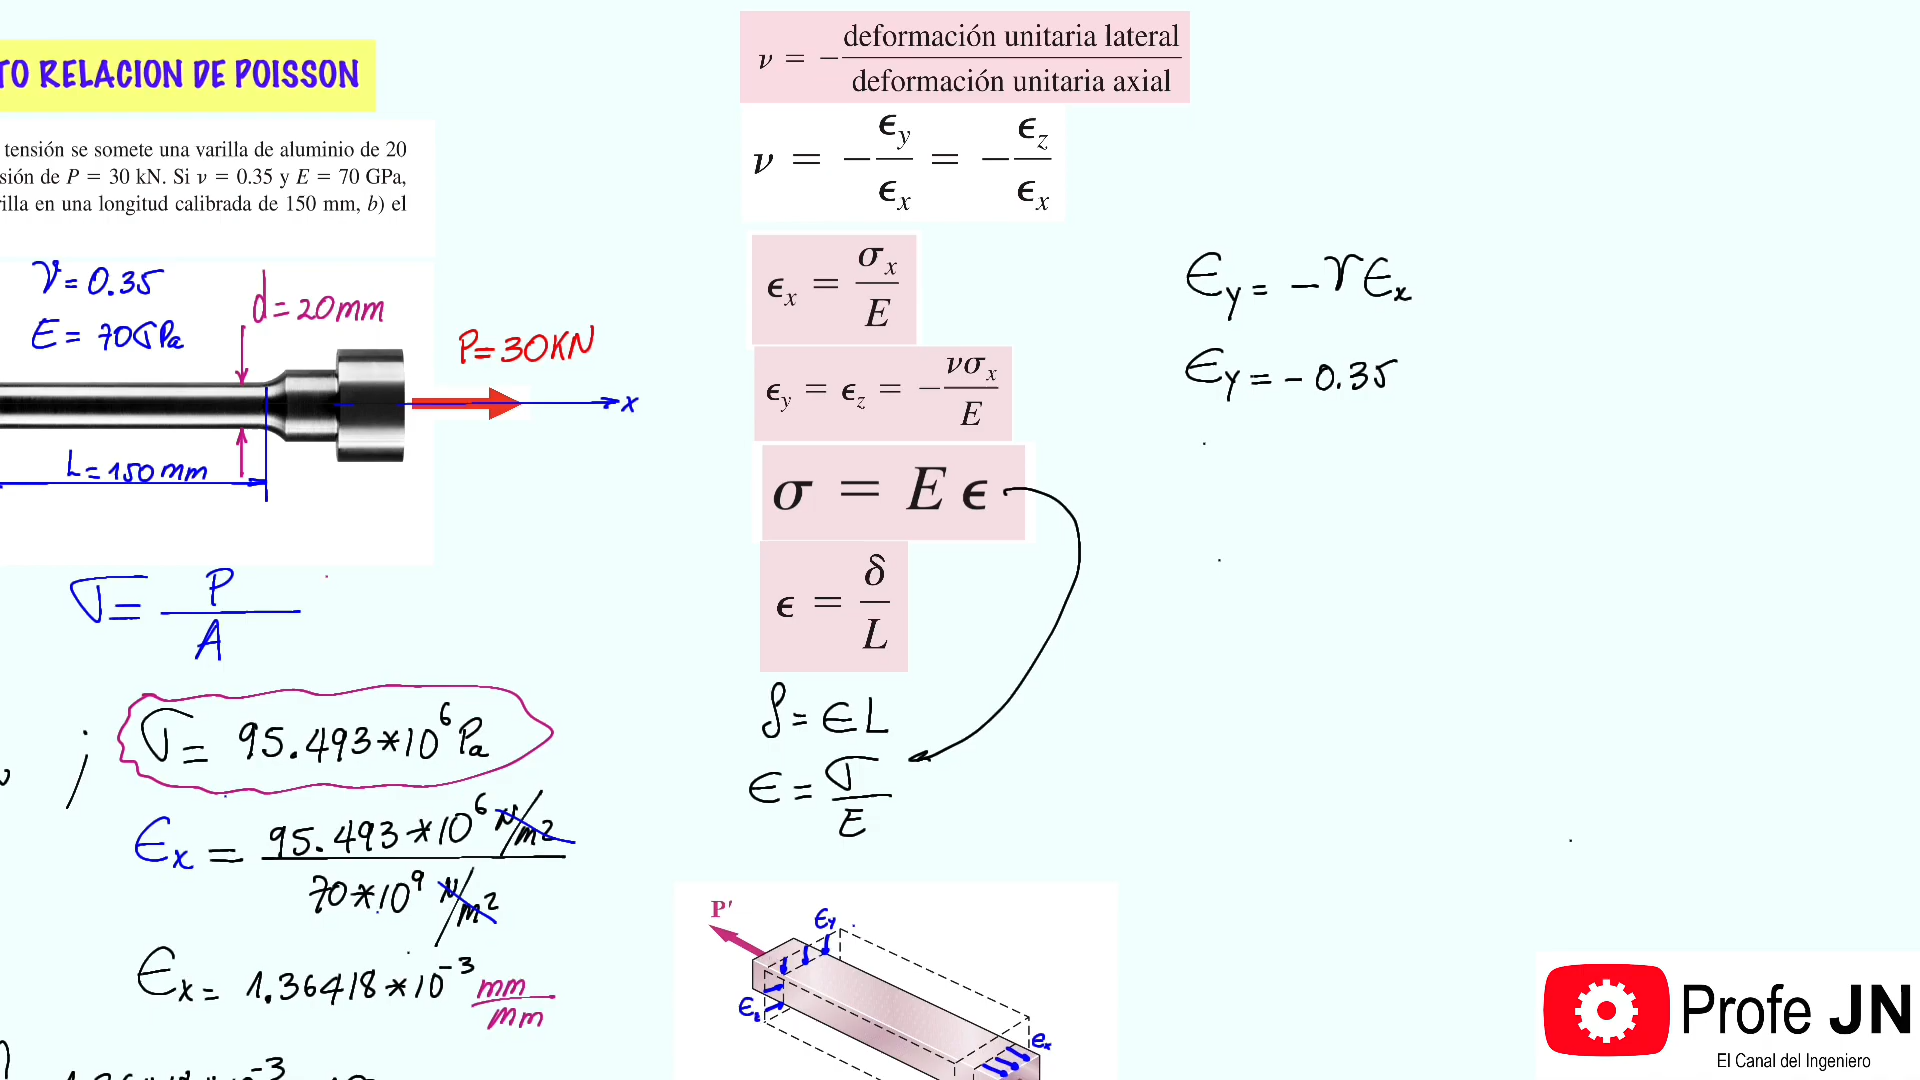 TO RELACION DE POISSON
tensión se somete una varilla de aluminio de 20
sión de P = 30 kN. Si ν = 0.35 y E = 70 GPa,
rilla en una longitud calibrada de 150 mm, b) el
ν = 0.35
E = 70GPa
d = 20mm
P = 30KN
x
L = 150 mm
σ = P/A
; σ = 95.493*10^6 Pa
ϵx = 95.493*10^6 N/m2 / 70*10^9 N/m2
ϵx = 1.36418*10^-3 mm/mm
ν = − deformación unitaria lateral / deformación unitaria axial
ν = − ϵy/ϵx = − ϵz/ϵx
ϵx = σx/E
ϵy = ϵz = − νσx/E
σ = E ϵ
ϵ = δ/L
δ = ϵL
ϵ = σ/E
P′
ϵy
ϵz
ϵx
ϵy = −νϵx
ϵy = −0.35
Profe JN
El Canal del Ingeniero